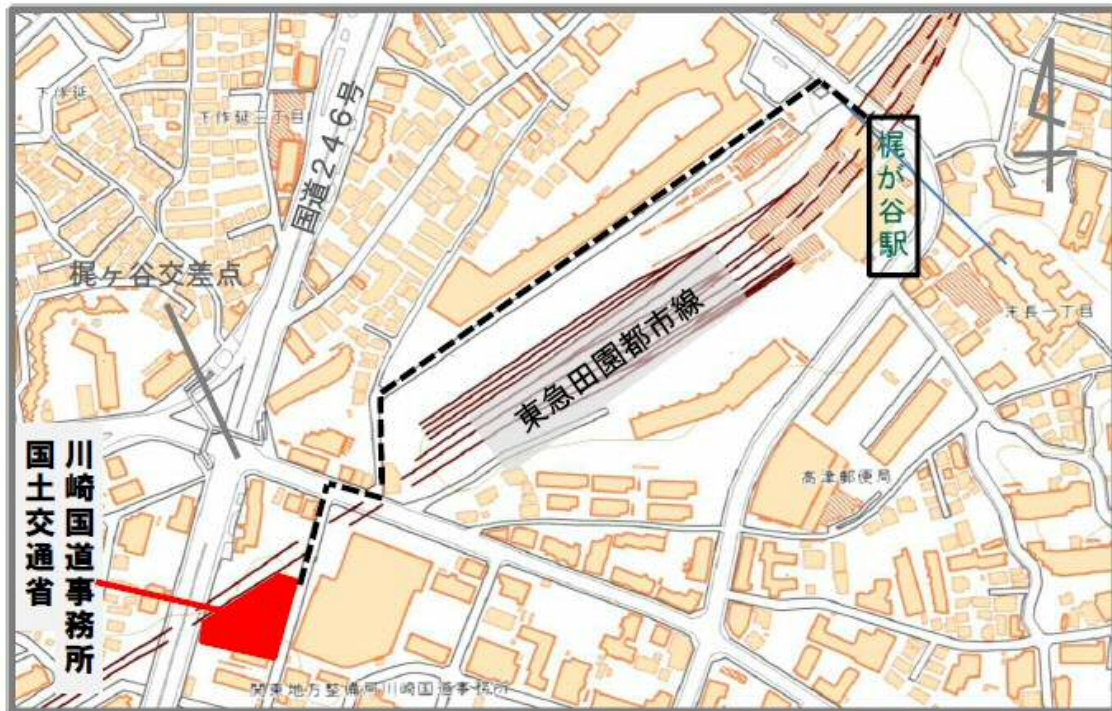 下作延
下作延二丁目
国道246号
梶が谷駅
梶ヶ谷交差点
東急田園都市線
末長一丁目
高津郵便局
国土交通省
川崎国道事務所
関東地方整備局川崎国道事務所